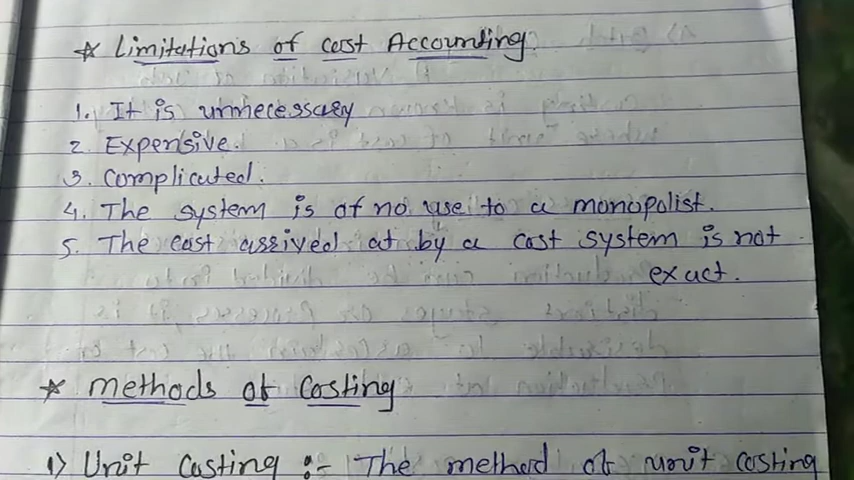 * Limitations of cost Accounting
1. It is unnecessary
2. Expensive.
3. Complicated.
4. The system is of no use to a monopolist.
5. The cost assived at by a cost system is not
exact.
* methods of Costing
1) Unit Costing :- The method of unit costing